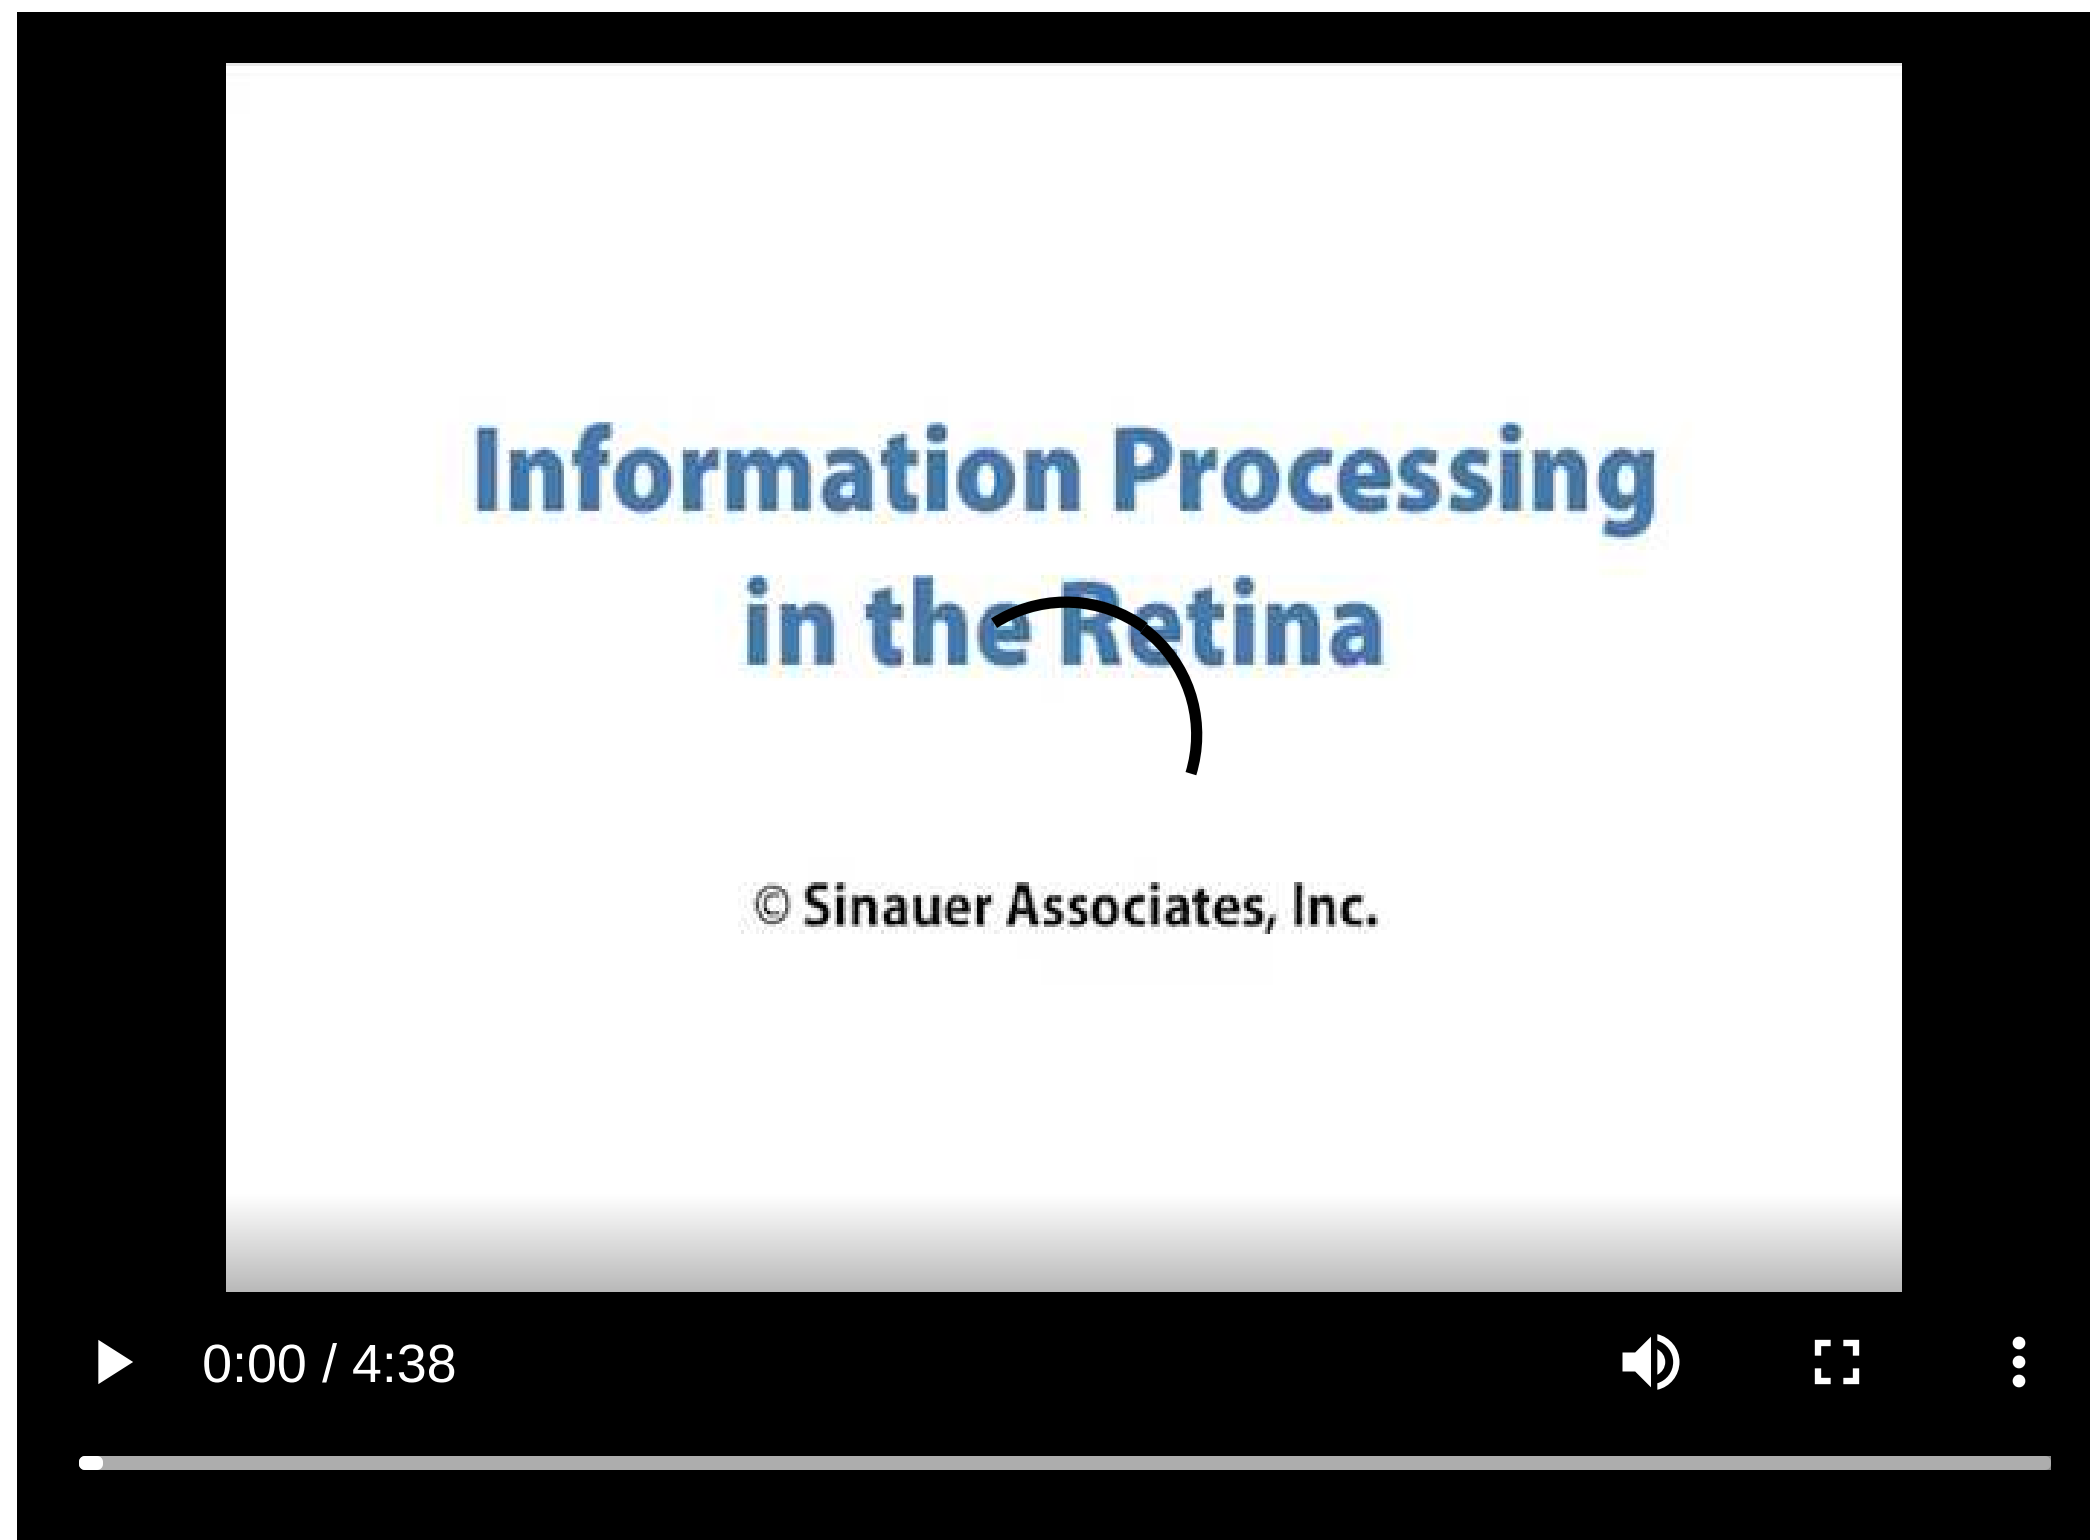 Information Processing
in the Retina
© Sinauer Associates, Inc.
0:00 / 4:38